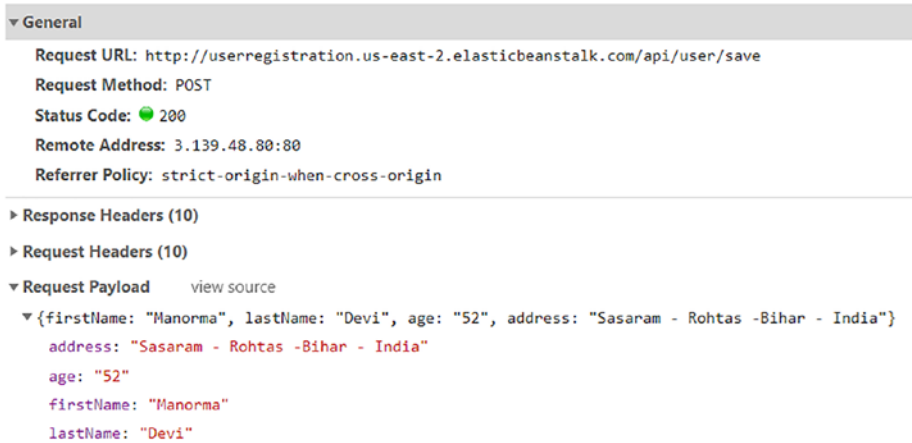 General
Request URL: http://userregistration.us-east-2.elasticbeanstalk.com/api/user/save
Request Method: POST
Status Code: 200
Remote Address: 3.139.48.80:80
Referrer Policy: strict-origin-when-cross-origin
Response Headers (10)
Request Headers (10)
Request Payload view source
{firstName: "Manorma", lastName: "Devi", age: "52", address: "Sasaram - Rohtas -Bihar - India"}
address: "Sasaram - Rohtas -Bihar - India"
age: "52"
firstName: "Manorma"
lastName: "Devi"